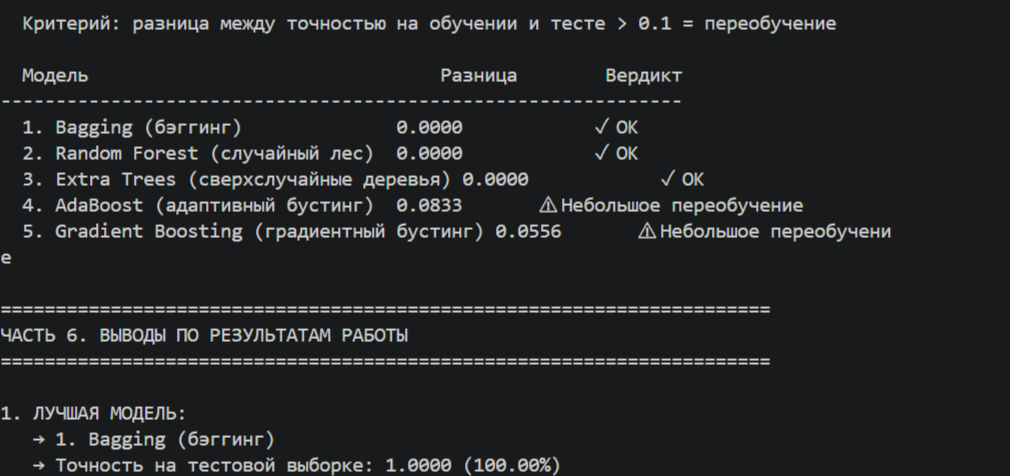 Критерий: разница между точностью на обучении и тесте > 0.1 = переобучение
Модель Разница Вердикт
--------------------------------------------------------------
1. Bagging (бэггинг) 0.0000 ✓ OK
2. Random Forest (случайный лес) 0.0000 ✓ OK
3. Extra Trees (сверхслучайные деревья) 0.0000 ✓ OK
4. AdaBoost (адаптивный бустинг) 0.0833 ⚠ Небольшое переобучение
5. Gradient Boosting (градиентный бустинг) 0.0556 ⚠ Небольшое переобучени
е
======================================================================
ЧАСТЬ 6. ВЫВОДЫ ПО РЕЗУЛЬТАТАМ РАБОТЫ
======================================================================
1. ЛУЧШАЯ МОДЕЛЬ:
→ 1. Bagging (бэггинг)
→ Точность на тестовой выборке: 1.0000 (100.00%)